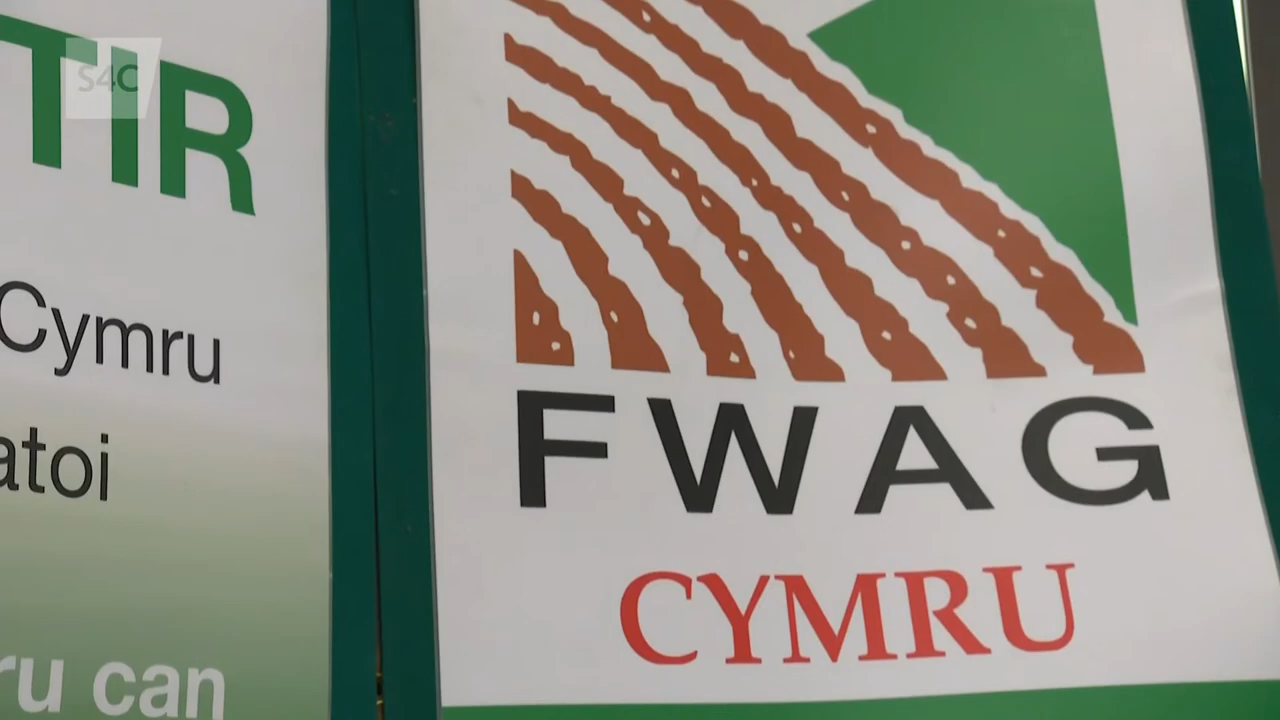 S4C
TIR
Cymru
atoi
ru can
FWAG
CYMRU